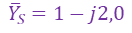 Ȳ_S = 1 − j2,0